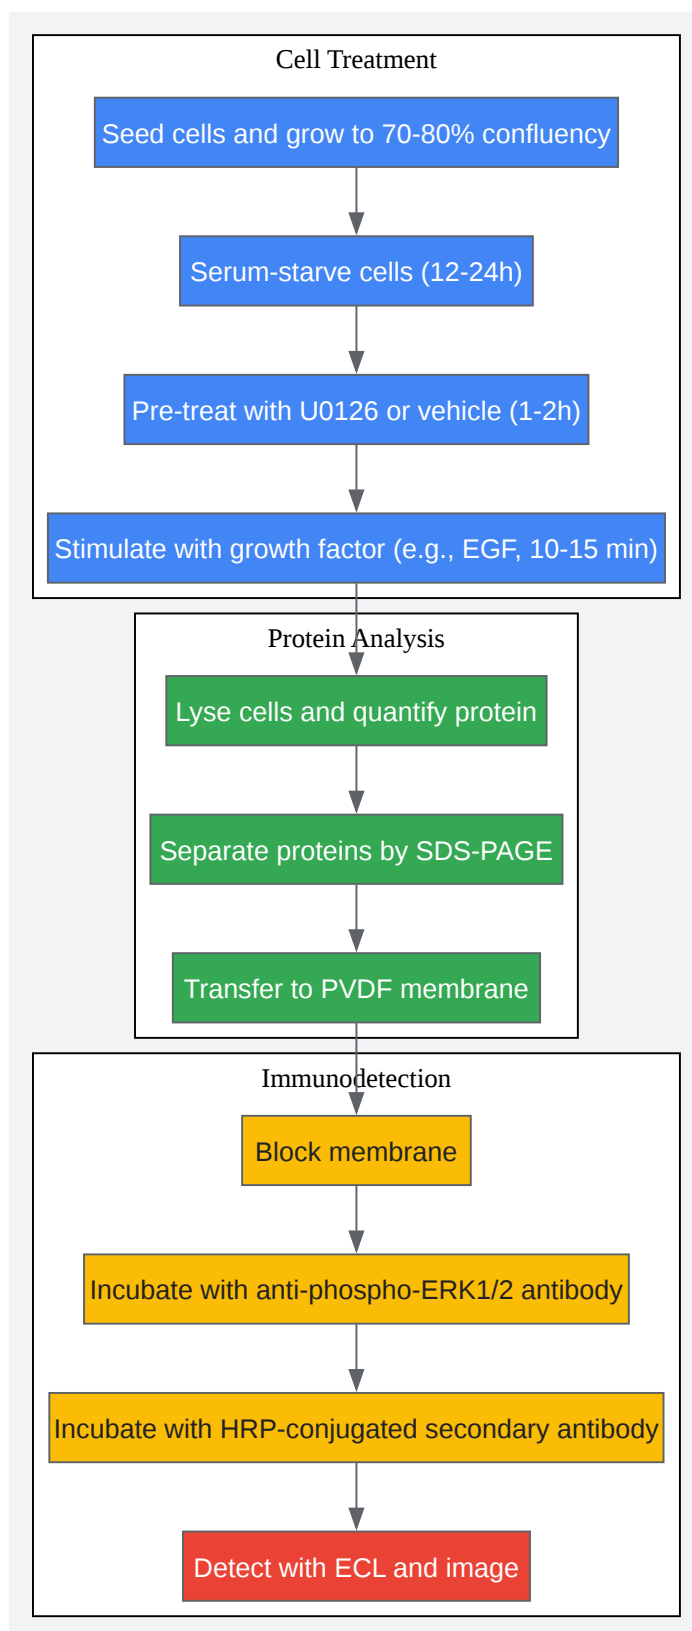 Cell Treatment
Seed cells and grow to 70-80% confluency
Serum-starve cells (12-24h)
Pre-treat with U0126 or vehicle (1-2h)
Stimulate with growth factor (e.g., EGF, 10-15 min)
Protein Analysis
Lyse cells and quantify protein
Separate proteins by SDS-PAGE
Transfer to PVDF membrane
Immunodetection
Block membrane
Incubate with anti-phospho-ERK1/2 antibody
Incubate with HRP-conjugated secondary antibody
Detect with ECL and image